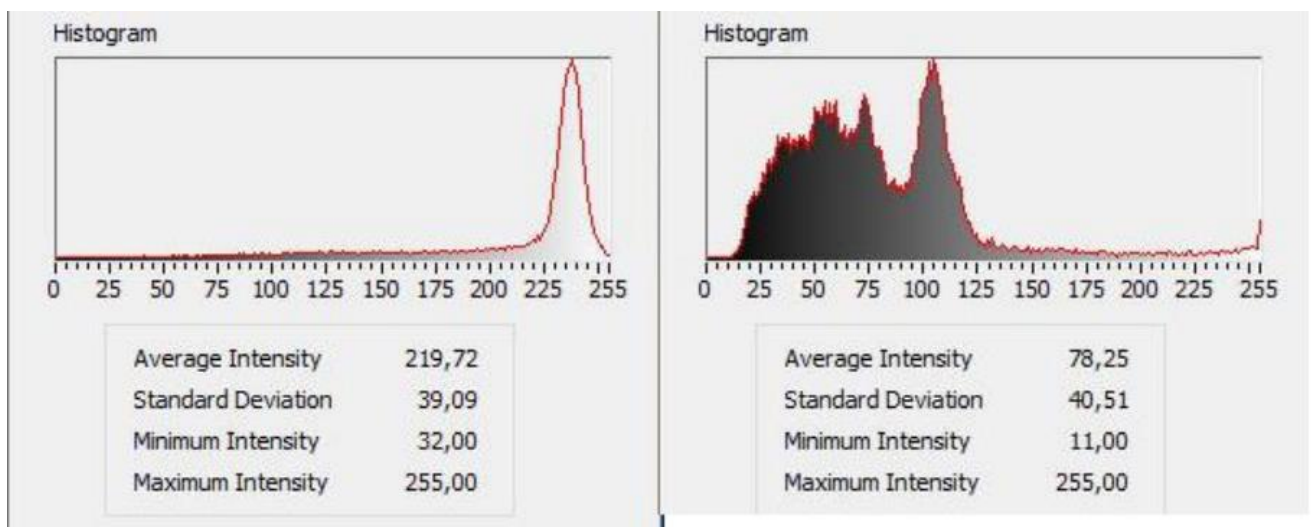 Histogram
0 25 50 75 100 125 150 175 200 225 255
Average Intensity 219,72
Standard Deviation 39,09
Minimum Intensity 32,00
Maximum Intensity 255,00
Histogram
0 25 50 75 100 125 150 175 200 225 255
Average Intensity 78,25
Standard Deviation 40,51
Minimum Intensity 11,00
Maximum Intensity 255,00